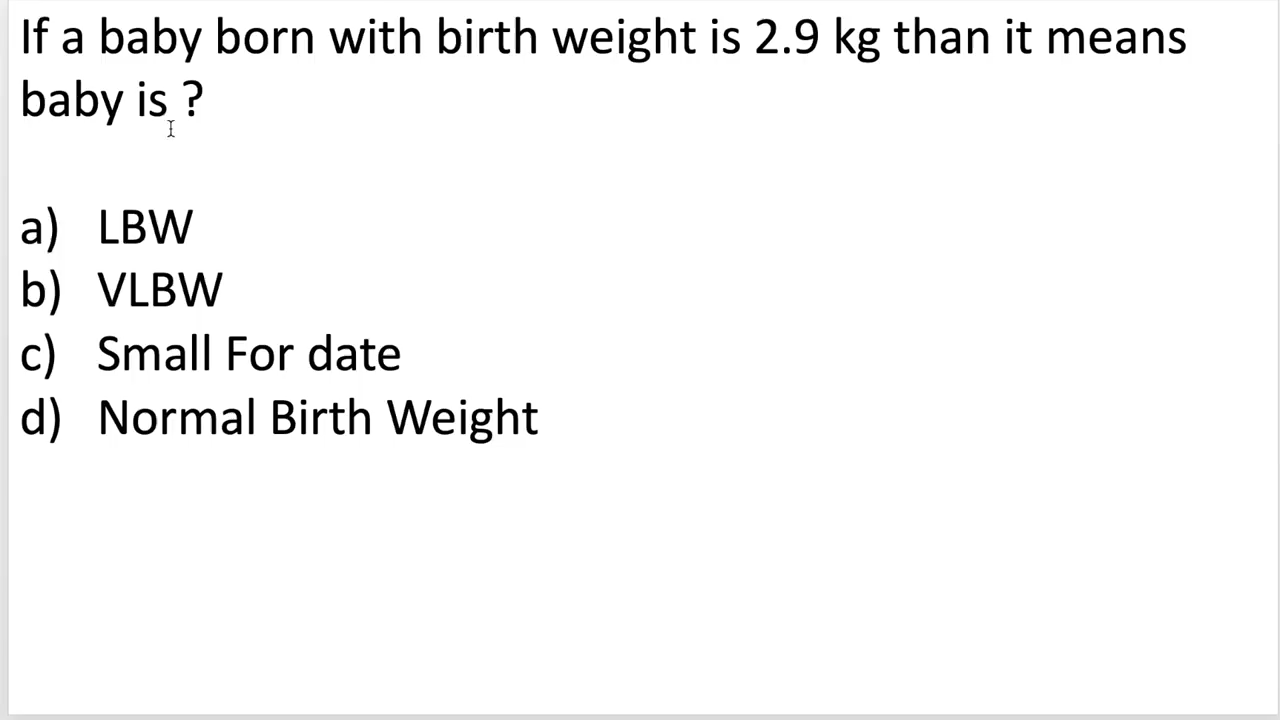 If a baby born with birth weight is 2.9 kg than it means
baby is ?
a) LBW
b) VLBW
c) Small For date
d) Normal Birth Weight